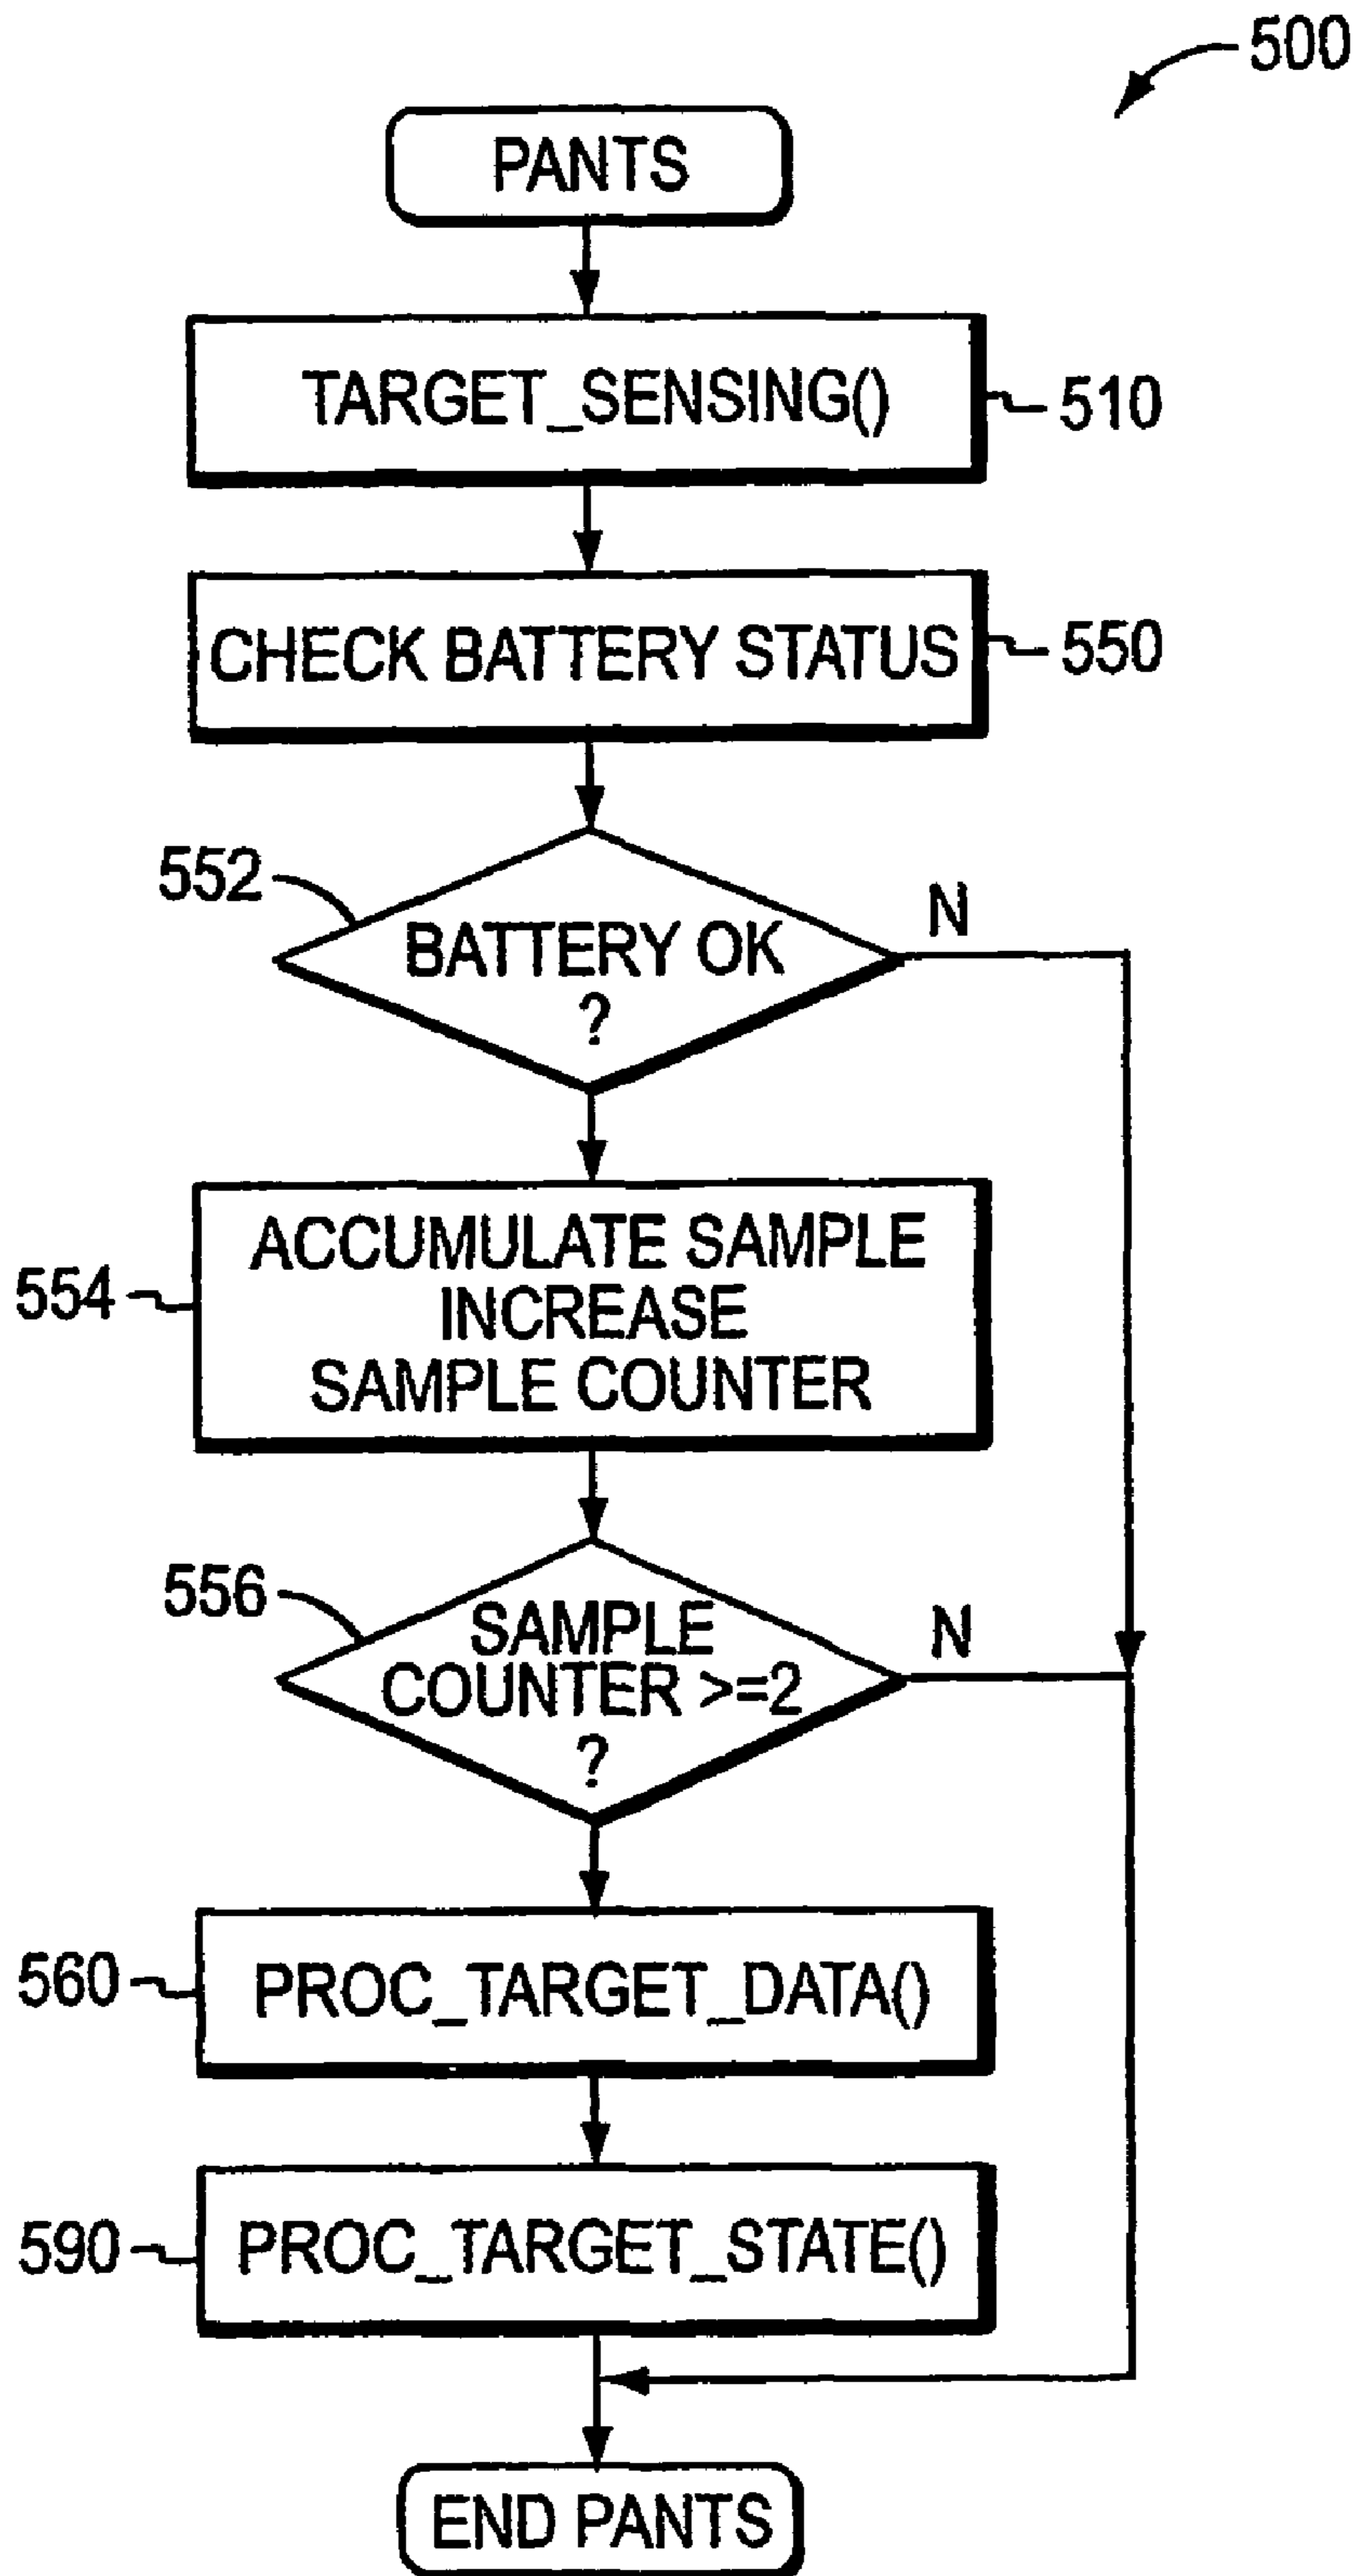 500
PANTS
TARGET_SENSING()
510
CHECK BATTERY STATUS
550
552
BATTERY OK
?
N
554
ACCUMULATE SAMPLE
INCREASE
SAMPLE COUNTER
556
SAMPLE
COUNTER >=2
?
N
560
PROC_TARGET_DATA()
590
PROC_TARGET_STATE()
END PANTS